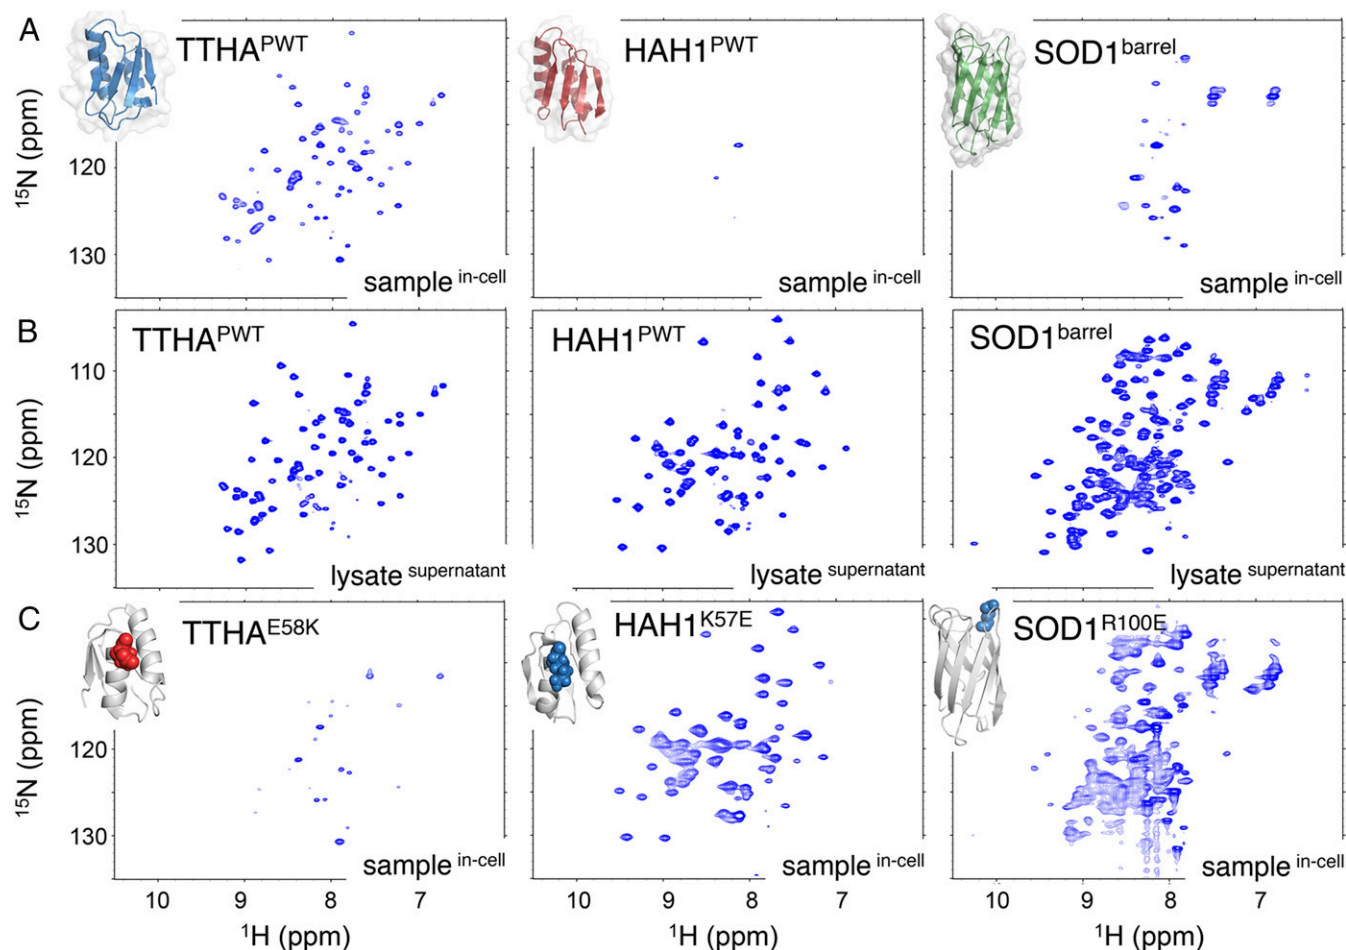 A
TTHA^PWT
HAH1^PWT
SOD1^barrel
¹⁵N (ppm)
120
130
sample ^in-cell
sample ^in-cell
sample ^in-cell
B
TTHA^PWT
HAH1^PWT
SOD1^barrel
¹⁵N (ppm)
110
120
130
lysate ^supernatant
lysate ^supernatant
lysate ^supernatant
C
TTHA^E58K
HAH1^K57E
SOD1^R100E
¹⁵N (ppm)
120
130
sample ^in-cell
sample ^in-cell
sample ^in-cell
10 9 8 7
10 9 8 7
10 9 8 7
¹H (ppm)
¹H (ppm)
¹H (ppm)